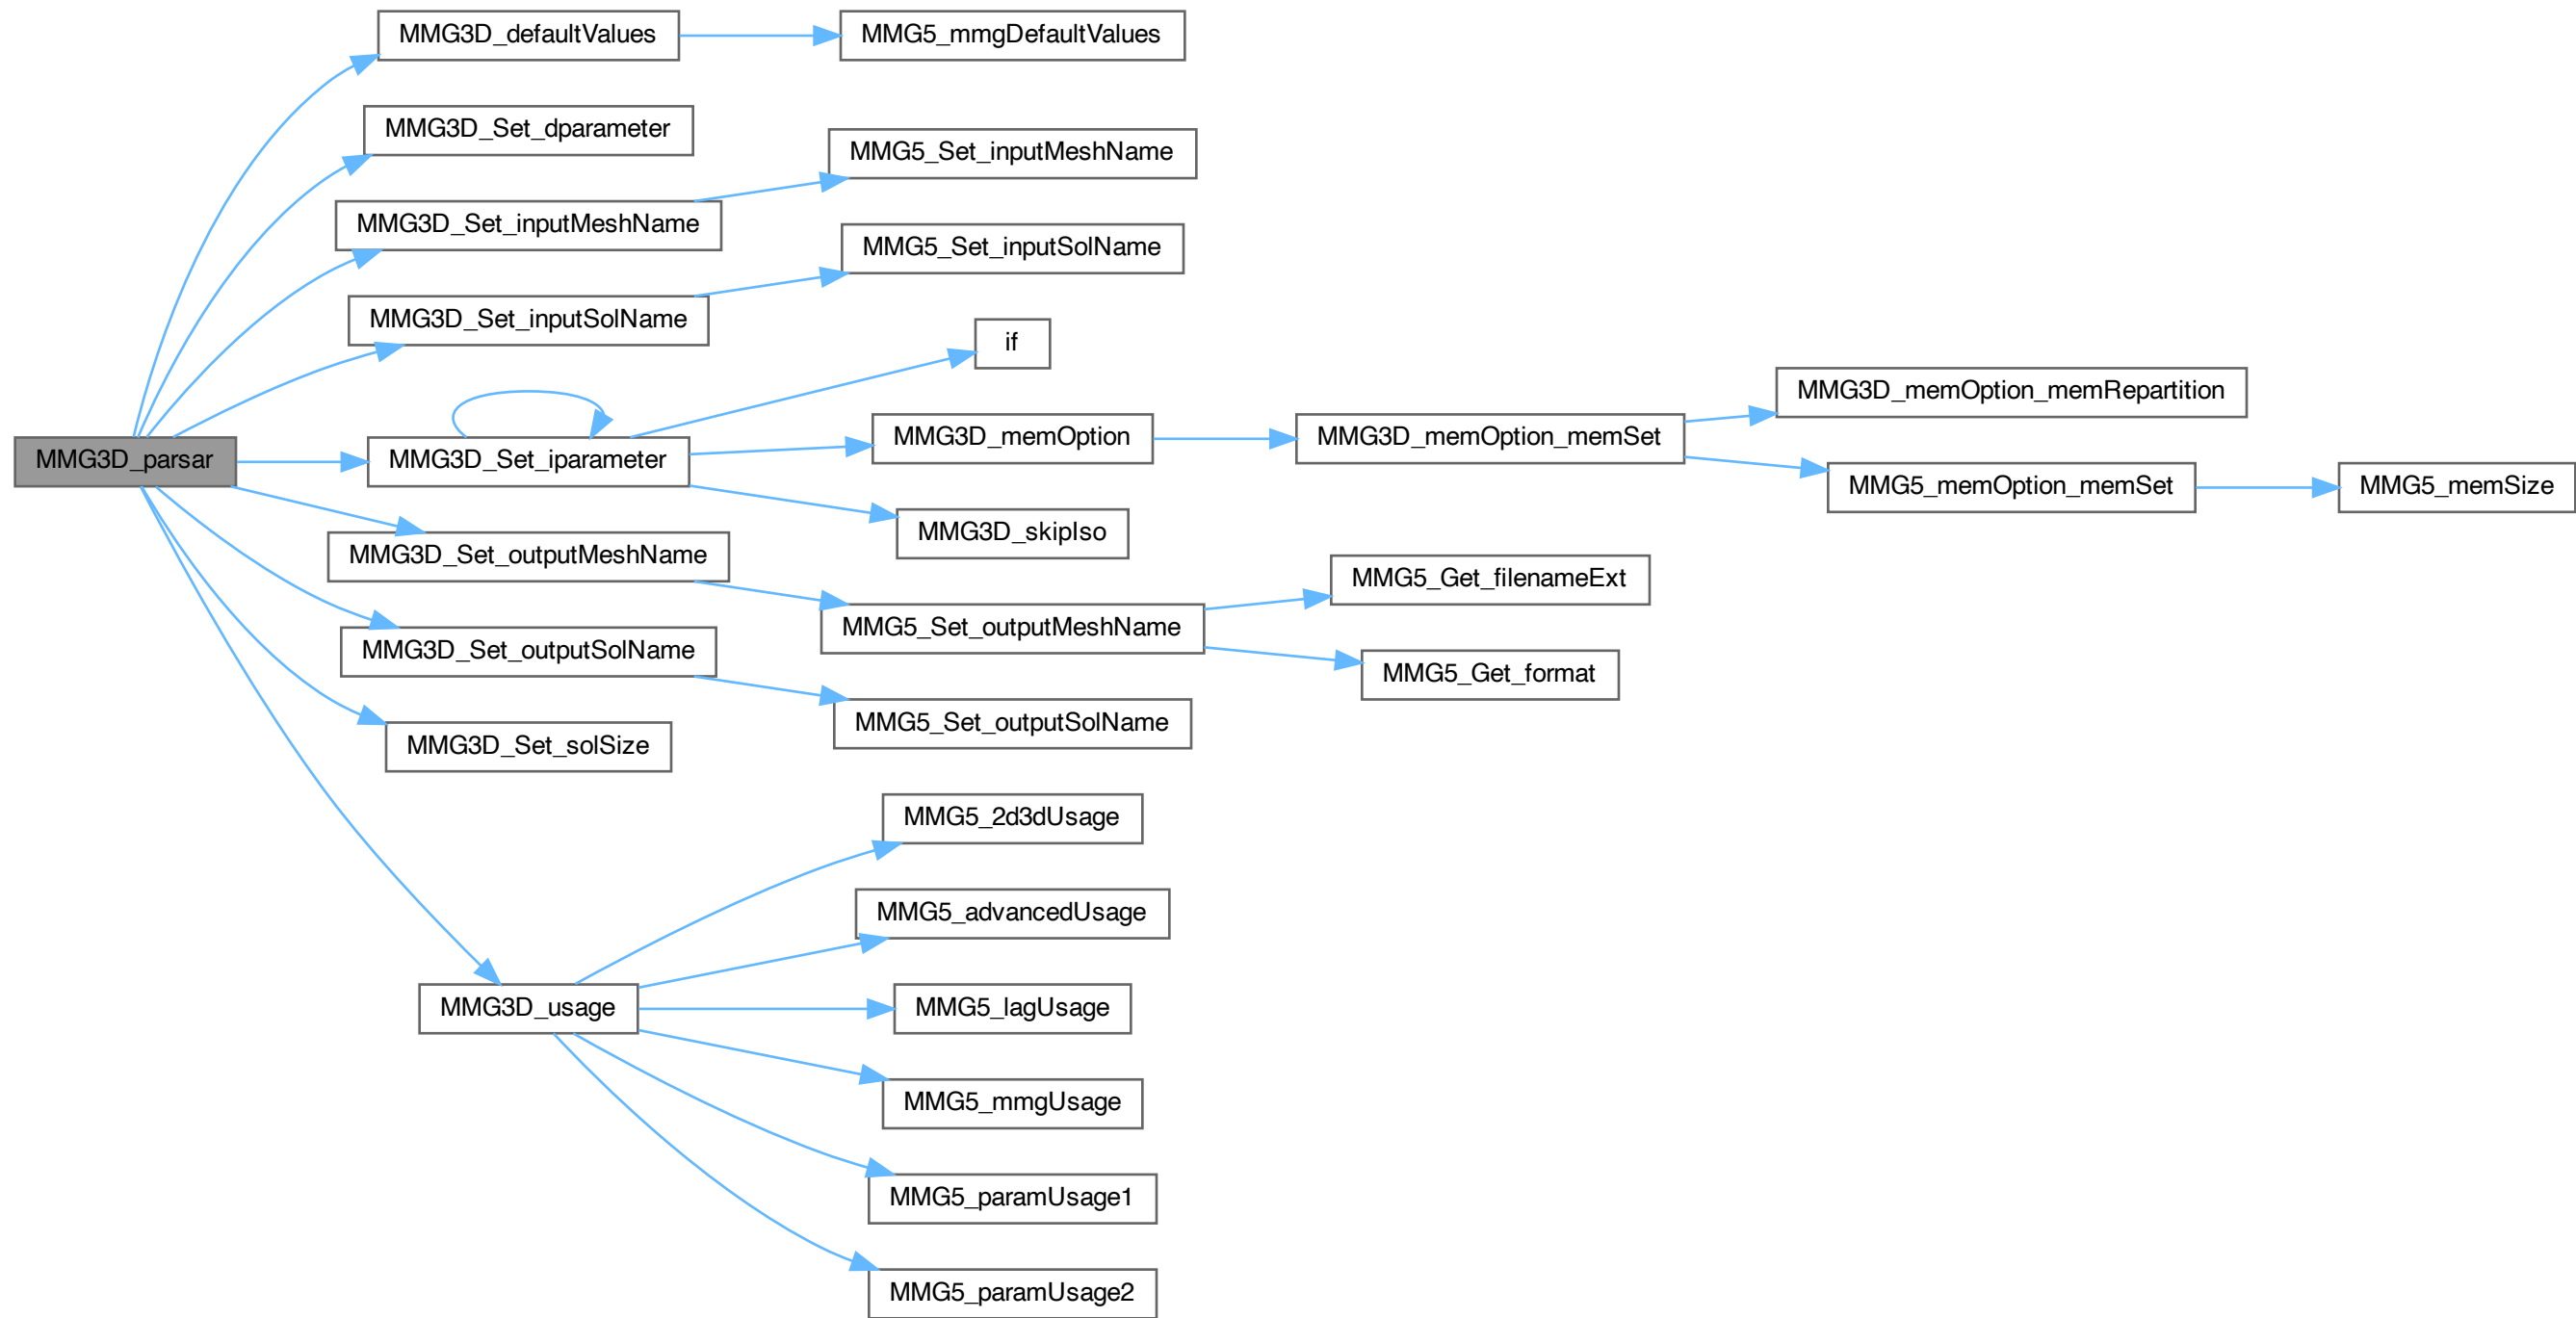 MMG3D_defaultValues
MMG5_mmgDefaultValues
MMG3D_Set_dparameter
MMG5_Set_inputMeshName
MMG3D_Set_inputMeshName
MMG5_Set_inputSolName
MMG3D_Set_inputSolName
if
MMG3D_memOption_memRepartition
MMG3D_parsar
MMG3D_Set_iparameter
MMG3D_memOption
MMG3D_memOption_memSet
MMG5_memOption_memSet
MMG5_memSize
MMG3D_skipIso
MMG3D_Set_outputMeshName
MMG5_Get_filenameExt
MMG5_Set_outputMeshName
MMG3D_Set_outputSolName
MMG5_Get_format
MMG5_Set_outputSolName
MMG3D_Set_solSize
MMG5_2d3dUsage
MMG5_advancedUsage
MMG3D_usage
MMG5_lagUsage
MMG5_mmgUsage
MMG5_paramUsage1
MMG5_paramUsage2